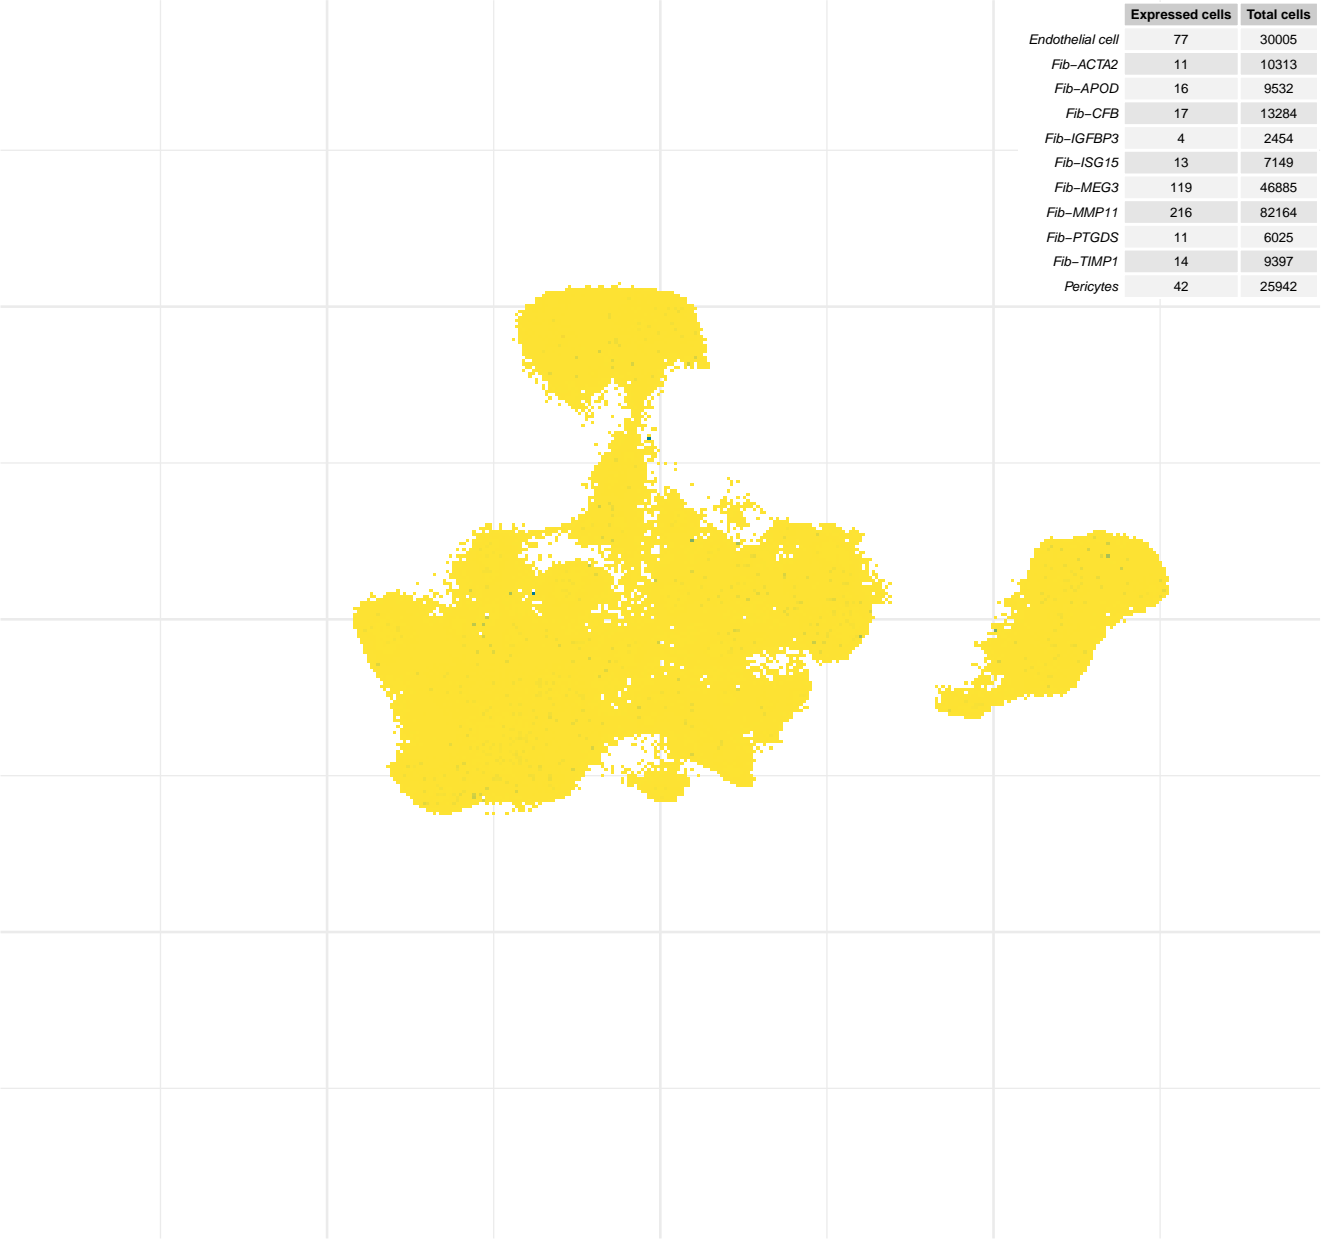 Expressed cells Total cells
Endothelial cell 77 30005
Fib−ACTA2 11 10313
Fib−APOD 16 9532
Fib−CFB 17 13284
Fib−IGFBP3 4 2454
Fib−ISG15 13 7149
Fib−MEG3 119 46885
Fib−MMP11 216 82164
Fib−PTGDS 11 6025
Fib−TIMP1 14 9397
Pericytes 42 25942